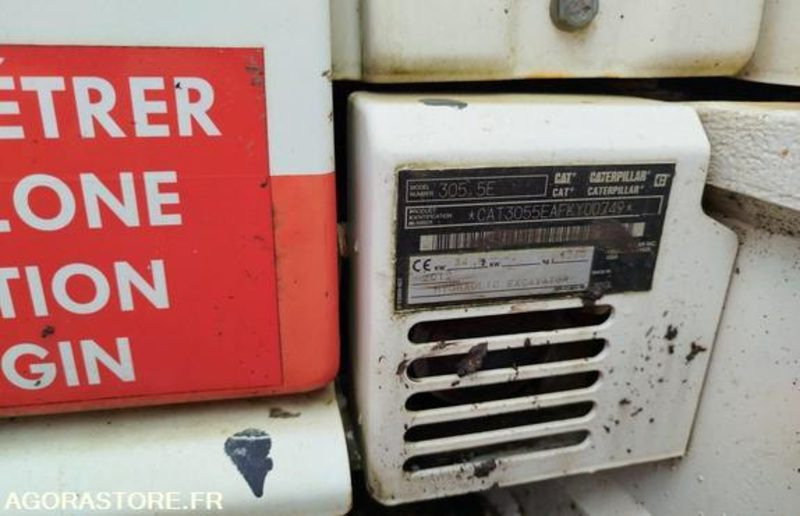 ÉTRER
LONE
TION
GIN
MODEL NUMBER 305.5E CAT CATERPILLAR
CAT CATERPILLAR
PRODUCT IDENTIFICATION NUMBER *CAT3055EAFKY00749*
CE KW
HYDRAULIC EXCAVATOR
AGORASTORE.FR